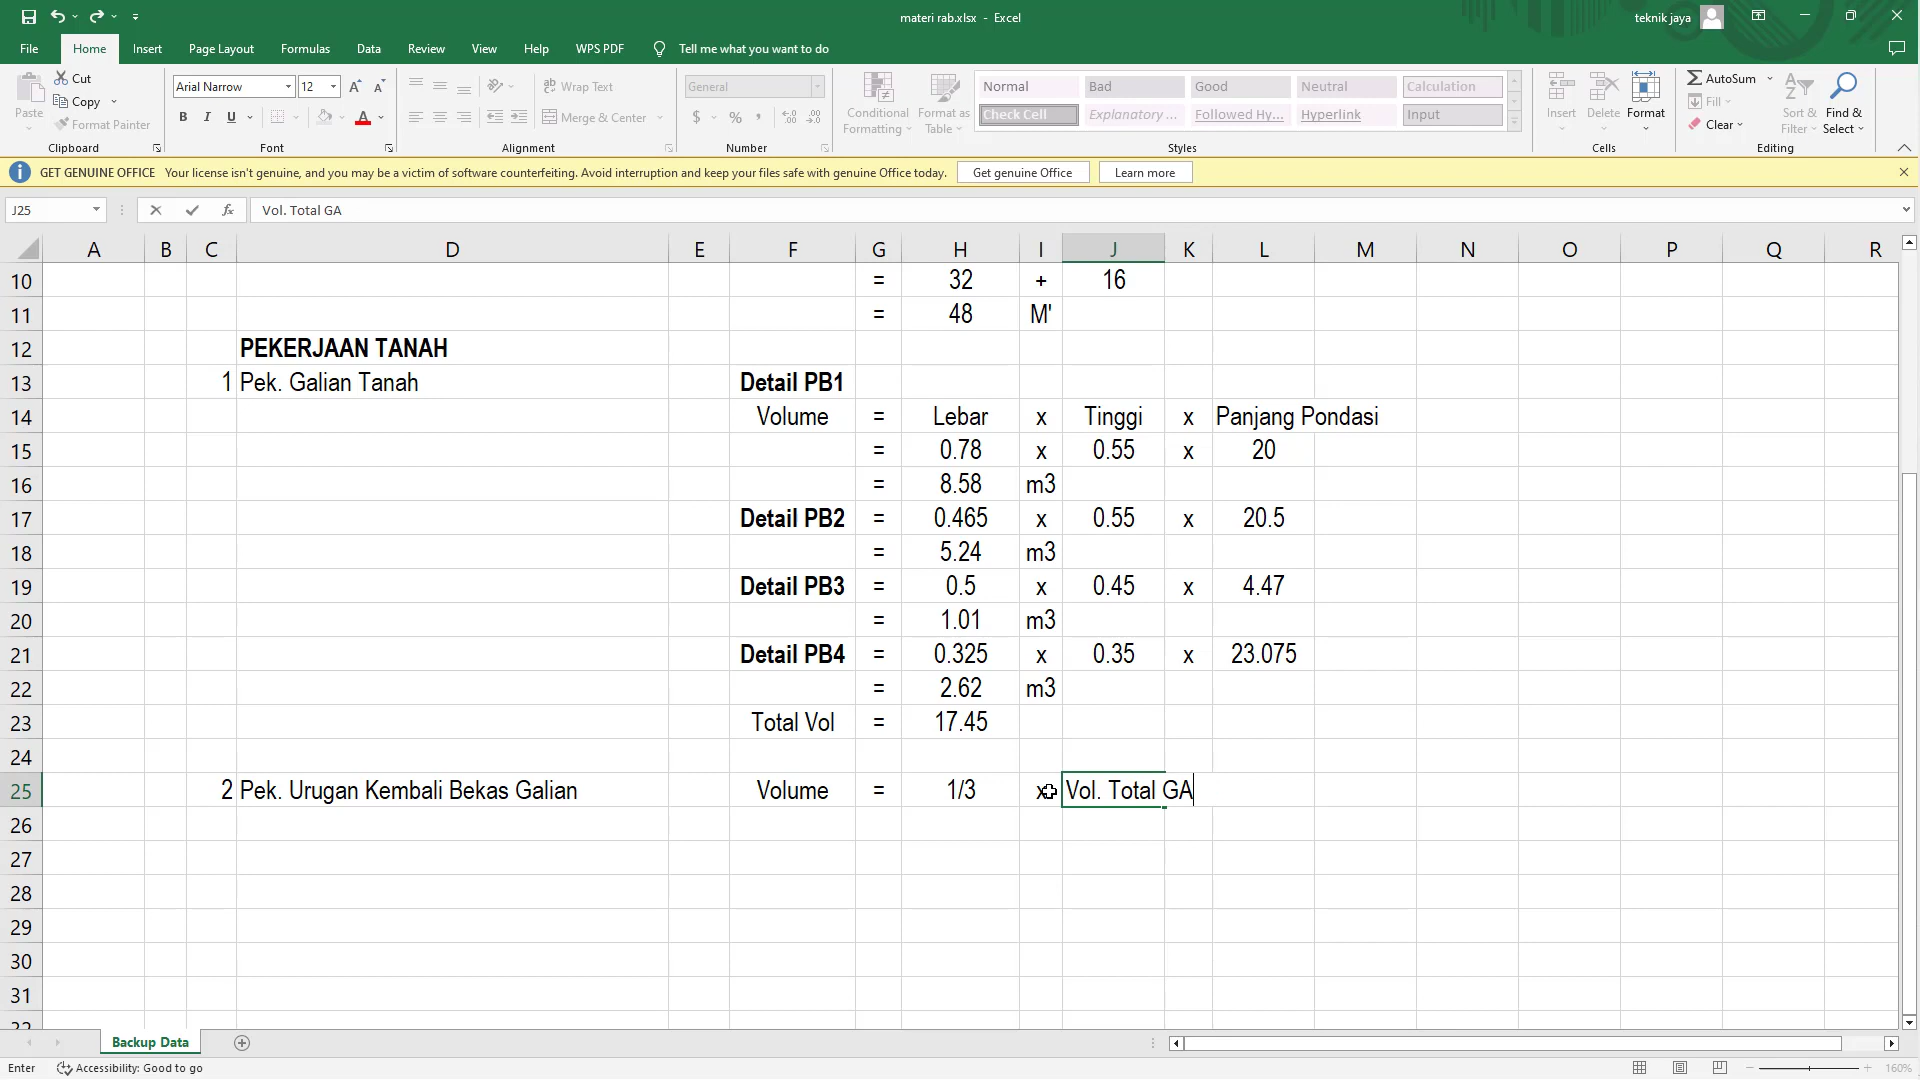 materi rab.xlsx - Excel
teknik jaya
File Home Insert Page Layout Formulas Data Review View Help WPS PDF Tell me what you want to do
Paste
Cut
Copy
Format Painter
Clipboard
Arial Narrow 12
B I U
Font
Wrap Text
Merge & Center
Alignment
General
$ % ,
Number
Conditional Formatting
Format as Table
Normal Bad Good Neutral Calculation
Check Cell Explanatory ... Followed Hy... Hyperlink Input
Styles
Insert Delete Format
Cells
AutoSum
Fill
Clear
Sort & Filter
Find & Select
Editing
GET GENUINE OFFICE Your license isn't genuine, and you may be a victim of software counterfeiting. Avoid interruption and keep your files safe with genuine Office today. Get genuine Office Learn more
J25 fx Vol. Total GA
A B C D E F G H I J K L M N O P Q R
10 = 32 + 16
11 = 48 M'
12 PEKERJAAN TANAH
13 1 Pek. Galian Tanah Detail PB1
14 Volume = Lebar x Tinggi x Panjang Pondasi
15 = 0.78 x 0.55 x 20
16 = 8.58 m3
17 Detail PB2 = 0.465 x 0.55 x 20.5
18 = 5.24 m3
19 Detail PB3 = 0.5 x 0.45 x 4.47
20 = 1.01 m3
21 Detail PB4 = 0.325 x 0.35 x 23.075
22 = 2.62 m3
23 Total Vol = 17.45
24
25 2 Pek. Urugan Kembali Bekas Galian Volume = 1/3 x Vol. Total GA
26
27
28
29
30
31
Backup Data
Enter Accessibility: Good to go 160%